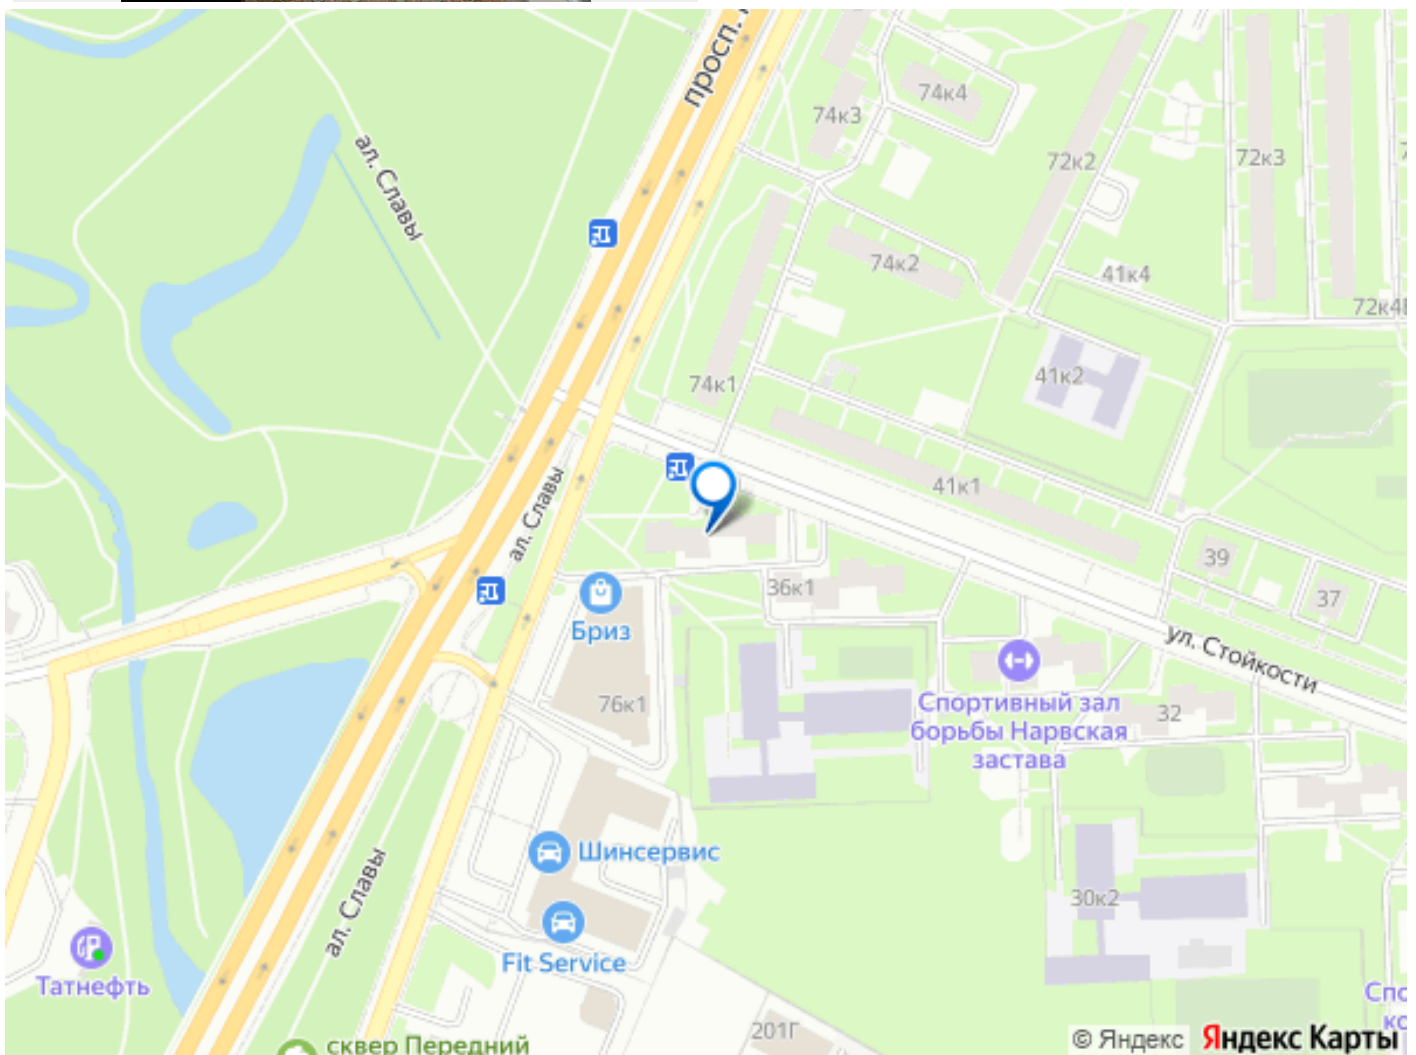 просп.
ал. Славы
74к4
74к3
72к2
72к3
74к2
41к4
72к4
74к1
41к2
41к1
ал. Славы
39
36к1
37
Бриз
ул. Стойкости
76к1
Спортивный зал
борьбы Нарвская
застава
32
Шинсервис
30к2
ал. Славы
Fit Service
Татнефть
201Г
сквер Передний
© Яндекс Яндекс Карты